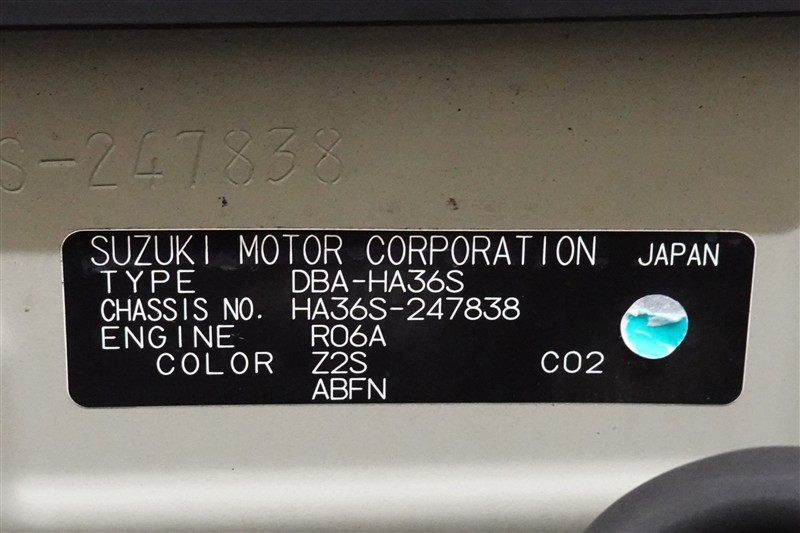 S-247838
SUZUKI MOTOR CORPORATION JAPAN
TYPE DBA-HA36S
CHASSIS NO. HA36S-247838
ENGINE R06A
COLOR Z2S C02
ABFN